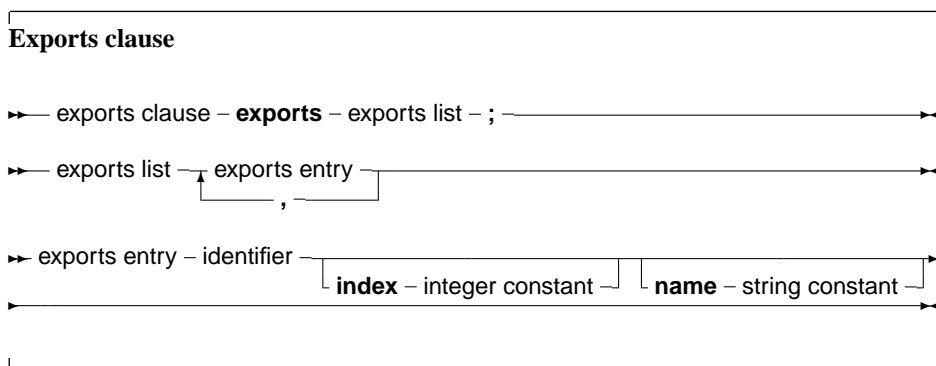 Exports clause
exports clause – exports – exports list – ; –
exports list – exports entry –
,
exports entry – identifier –
index – integer constant – name – string constant –